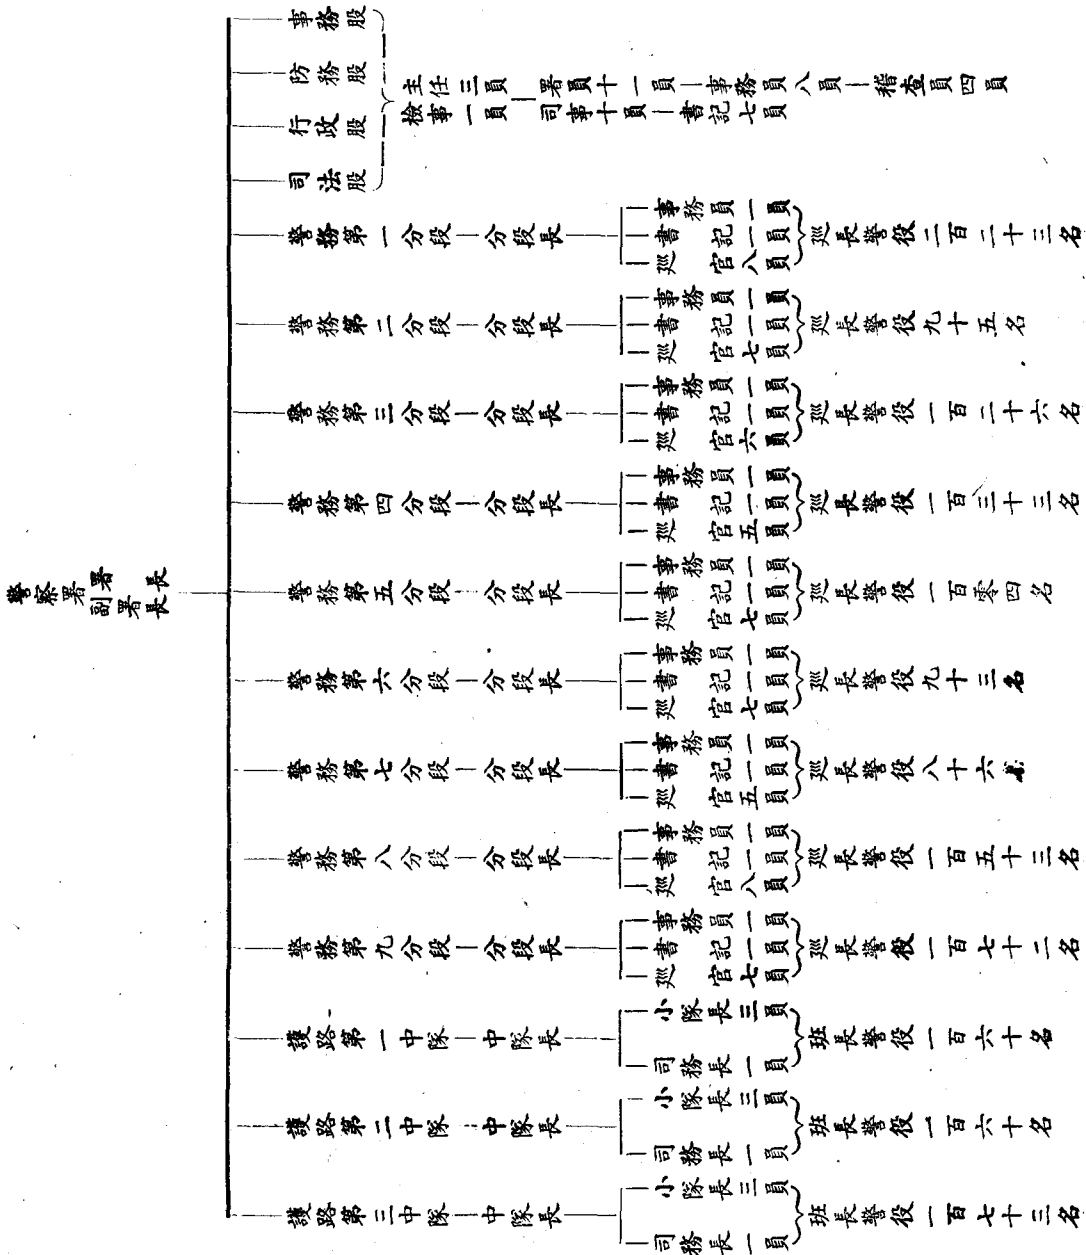 警察署署長
副署長
事務股
防務股
行政股
司法股
主任三員—署員十一員—事務員八員—稽查員四員
檢事一員—司事十員—書記七員
警務第一分段—分段長
事務員一員
書記一員
巡官八員
巡長警役二百二十三名
警務第二分段—分段長
事務員一員
書記一員
巡官七員
巡長警役九十五名
警務第三分段—分段長
事務員一員
書記一員
巡官六員
巡長警役一百二十六名
警務第四分段—分段長
事務員一員
書記一員
巡官五員
巡長警役一百三十三名
警務第五分段—分段長
事務員一員
書記一員
巡官七員
巡長警役一百零四名
警務第六分段—分段長
事務員一員
書記一員
巡官七員
巡長警役九十三名
警務第七分段—分段長
事務員一員
書記一員
巡官五員
巡長警役八十六
警務第八分段—分段長
事務員一員
書記一員
巡官八員
巡長警役一百五十三名
警務第九分段—分段長
事務員一員
書記一員
巡官七員
巡長警役一百七十二名
護路第一中隊—中隊長
小隊長三員
司務長一員
班長警役一百六十名
護路第二中隊—中隊長
小隊長三員
司務長一員
班長警役一百六十名
護路第三中隊—中隊長
小隊長三員
司務長一員
班長警役一百七十三名